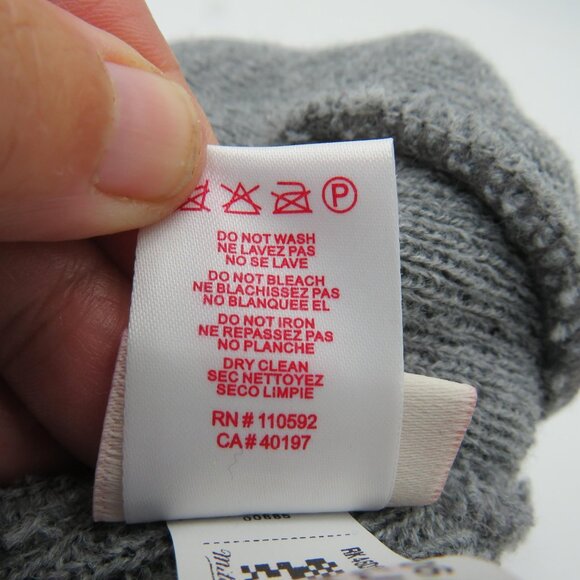 P
DO NOT WASH
NE LAVEZ PAS
NO SE LAVE
DO NOT BLEACH
NE BLACHISSEZ PAS
NO BLANQUEE EL
DO NOT IRON
NE REPASSEZ PAS
NO PLANCHE
DRY CLEAN
SEC NETTOYEZ
SECO LIMPIE
RN # 110592
CA # 40197